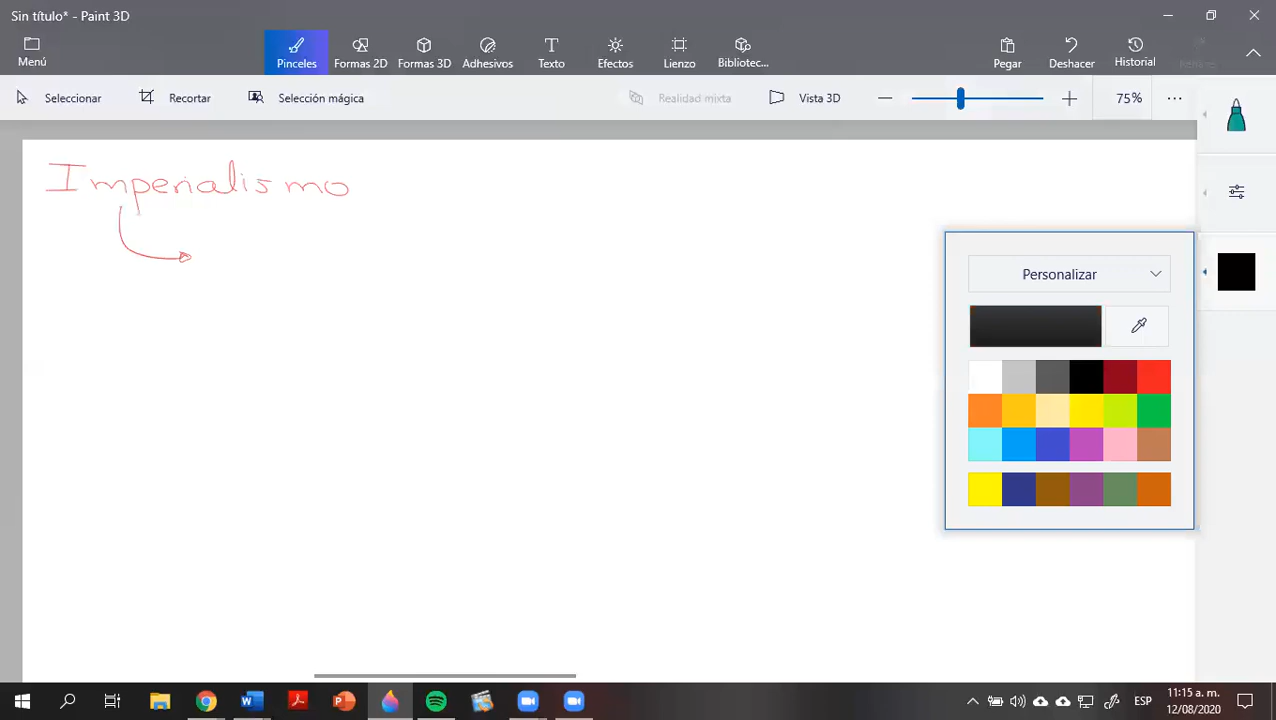 Sin título* - Paint 3D
Menú
Pinceles
Formas 2D
Formas 3D
Adhesivos
Texto
Efectos
Lienzo
Bibliotec...
Pegar
Deshacer
Historial
Rehacer
Seleccionar
Recortar
Selección mágica
Realidad mixta
Vista 3D
75%
Imperialismo
Personalizar
ESP
11:15 a. m.
12/08/2020